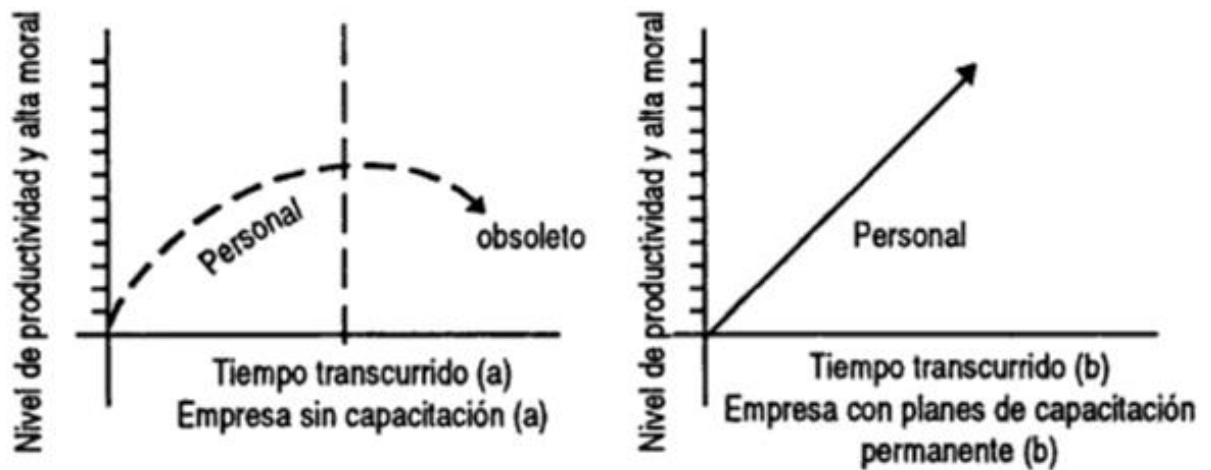 Nivel de productividad y alta moral
Personal
obsoleto
Tiempo transcurrido (a)
Empresa sin capacitación (a)
Nivel de productividad y alta moral
Personal
Tiempo transcurrido (b)
Empresa con planes de capacitación
permanente (b)